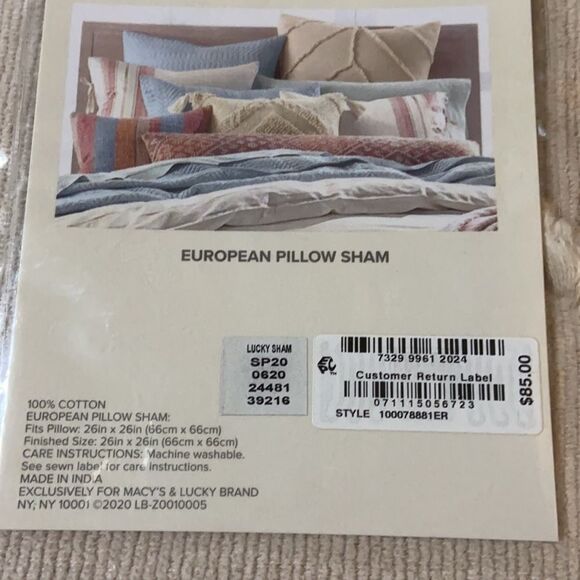 EUROPEAN PILLOW SHAM
LUCKY SHAM
SP20
0620
24481
39216
7329 9961 2024
Customer Return Label
071115056723
STYLE 100078881ER
$85.00
100% COTTON
EUROPEAN PILLOW SHAM:
Fits Pillow: 26in x 26in (66cm x 66cm)
Finished Size: 26in x 26in (66cm x 66cm)
CARE INSTRUCTIONS: Machine washable.
See sewn label for care instructions.
MADE IN INDIA
EXCLUSIVELY FOR MACY'S & LUCKY BRAND
NY, NY 10001 ©2020 LB-Z0010005